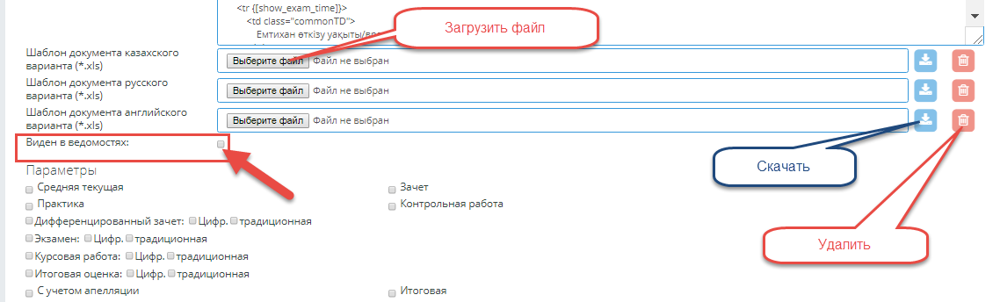 <tr {[show_exam_time]}>
<td class="commonTD">
Емтихан өткізу уақыты/вре
Загрузить файл
Шаблон документа казахского
варианта (*.xls)
Выберите файл Файл не выбран
Шаблон документа русского
варианта (*.xls)
Выберите файл Файл не выбран
Шаблон документа английского
варианта (*.xls)
Выберите файл Файл не выбран
Виден в ведомостях:
Скачать
Удалить
Параметры
Средняя текущая Зачет
Практика Контрольная работа
Дифференцированный зачет: Цифр. традиционная
Экзамен: Цифр. традиционная
Курсовая работа: Цифр. традиционная
Итоговая оценка: Цифр. традиционная
С учетом апелляции Итоговая